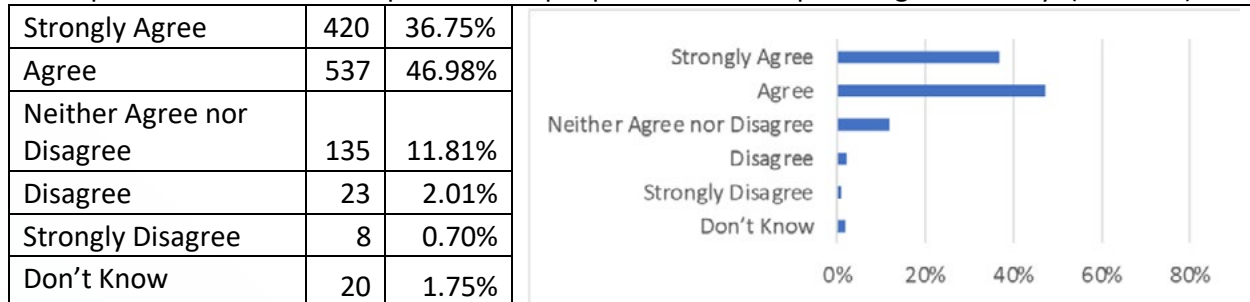 Strongly Agree 420 36.75%
Agree 537 46.98%
Neither Agree nor
Disagree 135 11.81%
Disagree 23 2.01%
Strongly Disagree 8 0.70%
Don't Know 20 1.75%
Strongly Agree
Agree
Neither Agree nor Disagree
Disagree
Strongly Disagree
Don't Know
0% 20% 40% 60% 80%